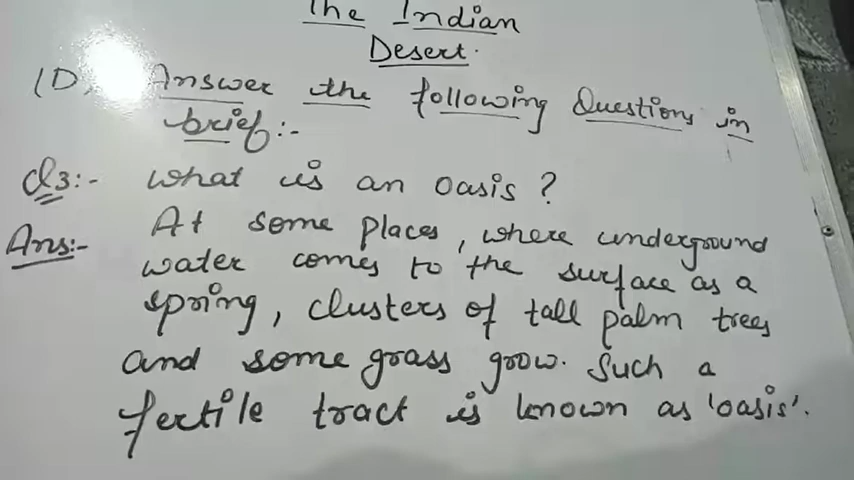 The Indian
Desert.
(D) Answer the following Questions in
brief:-
Q3:- What is an oasis?
Ans:- At some places, where underground
water comes to the surface as a
spring, clusters of tall palm trees
and some grass grow. Such a
fertile tract is known as 'oasis'.